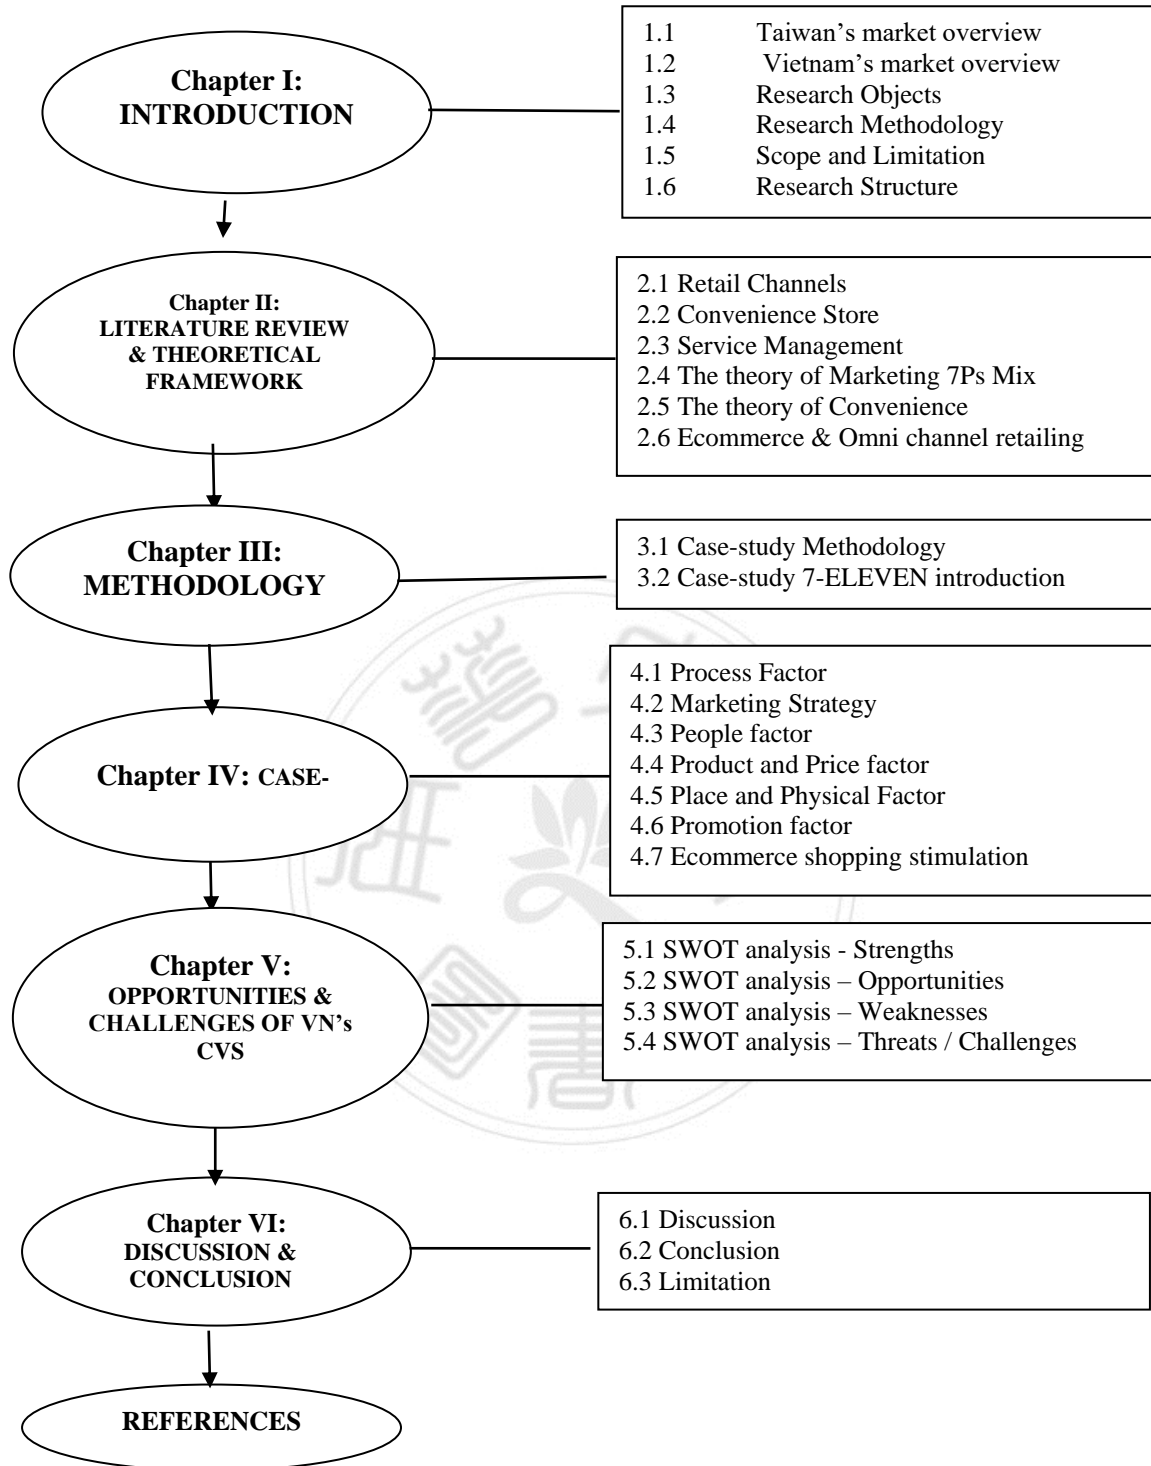 Chapter I:
INTRODUCTION
1.1 Taiwan’s market overview
1.2 Vietnam’s market overview
1.3 Research Objects
1.4 Research Methodology
1.5 Scope and Limitation
1.6 Research Structure
Chapter II:
LITERATURE REVIEW
& THEORETICAL
FRAMEWORK
2.1 Retail Channels
2.2 Convenience Store
2.3 Service Management
2.4 The theory of Marketing 7Ps Mix
2.5 The theory of Convenience
2.6 Ecommerce & Omni channel retailing
Chapter III:
METHODOLOGY
3.1 Case-study Methodology
3.2 Case-study 7-ELEVEN introduction
Chapter IV: CASE-
4.1 Process Factor
4.2 Marketing Strategy
4.3 People factor
4.4 Product and Price factor
4.5 Place and Physical Factor
4.6 Promotion factor
4.7 Ecommerce shopping stimulation
Chapter V:
OPPORTUNITIES &
CHALLENGES OF VN’s
CVS
5.1 SWOT analysis - Strengths
5.2 SWOT analysis – Opportunities
5.3 SWOT analysis – Weaknesses
5.4 SWOT analysis – Threats / Challenges
Chapter VI:
DISCUSSION &
CONCLUSION
6.1 Discussion
6.2 Conclusion
6.3 Limitation
REFERENCES